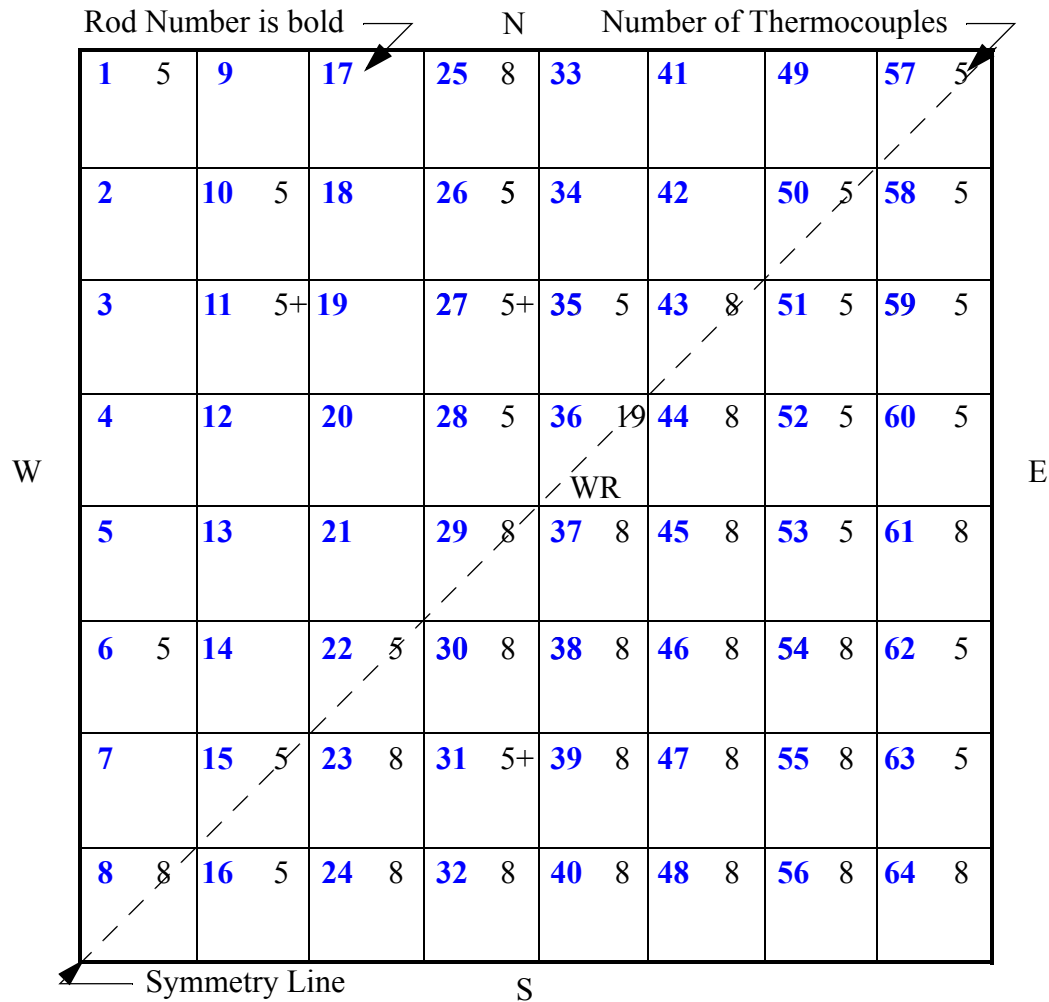 Rod Number is bold N Number of Thermocouples
1 5 9 17 25 8 33 41 49 57 5
2 10 5 18 26 5 34 42 50 5 58 5
3 11 5+ 19 27 5+ 35 5 43 8 51 5 59 5
4 12 20 28 5 36 19 44 8 52 5 60 5
W E
WR
5 13 21 29 8 37 8 45 8 53 5 61 8
6 5 14 22 5 30 8 38 8 46 8 54 8 62 5
7 15 5 23 8 31 5+ 39 8 47 8 55 8 63 5
8 8 16 5 24 8 32 8 40 8 48 8 56 8 64 8
Symmetry Line S